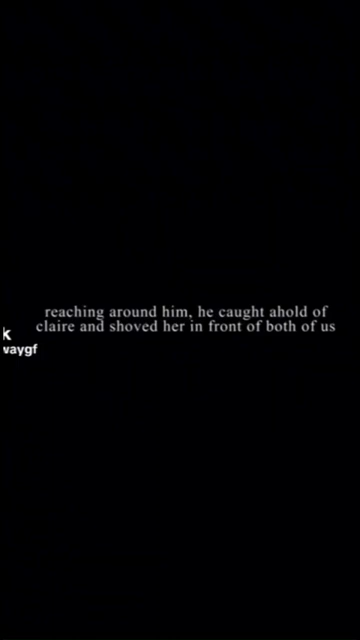 reaching around him, he caught ahold of
claire and shoved her in front of both of us
k
vaygf